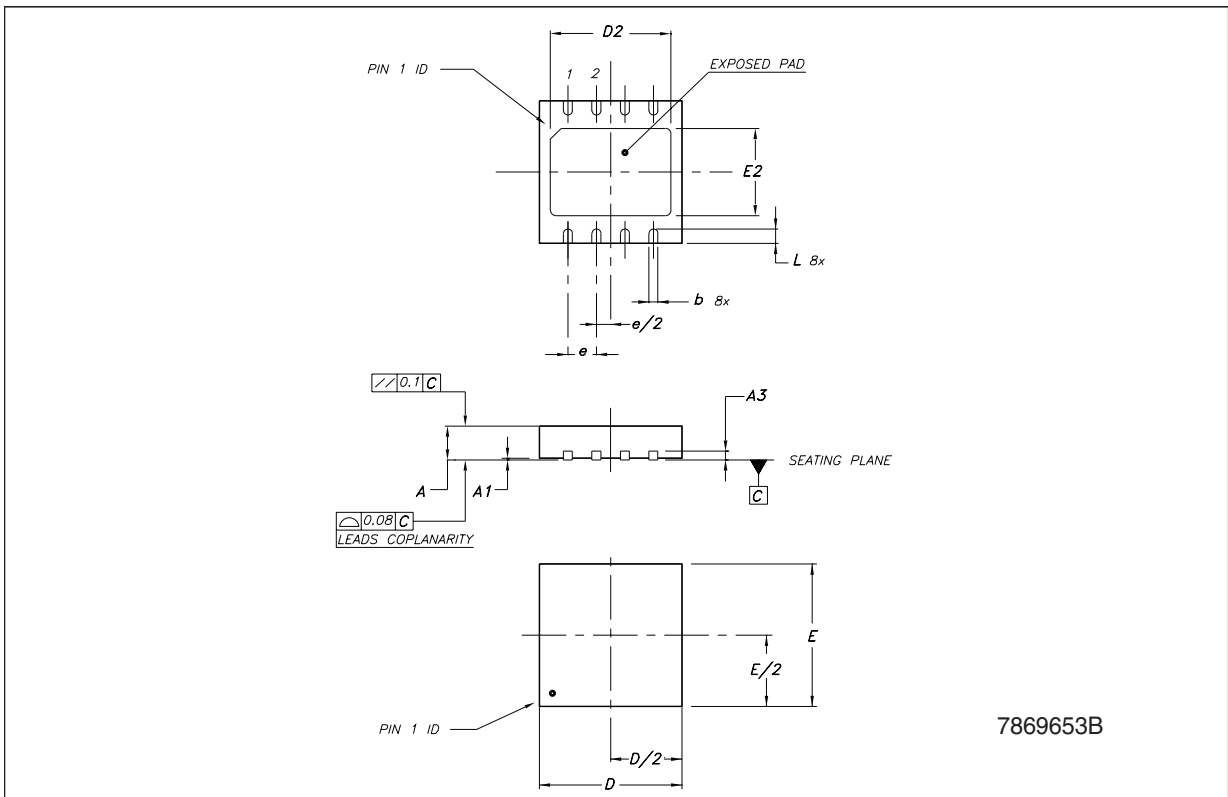 D2
PIN 1 ID
EXPOSED PAD
1 2
E2
L 8x
b 8x
e/2
e
// 0.1 C
A3
SEATING PLANE
A
A1
C
0.08 C
LEADS COPLANARITY
E
E/2
PIN 1 ID
7869653B
D/2
D